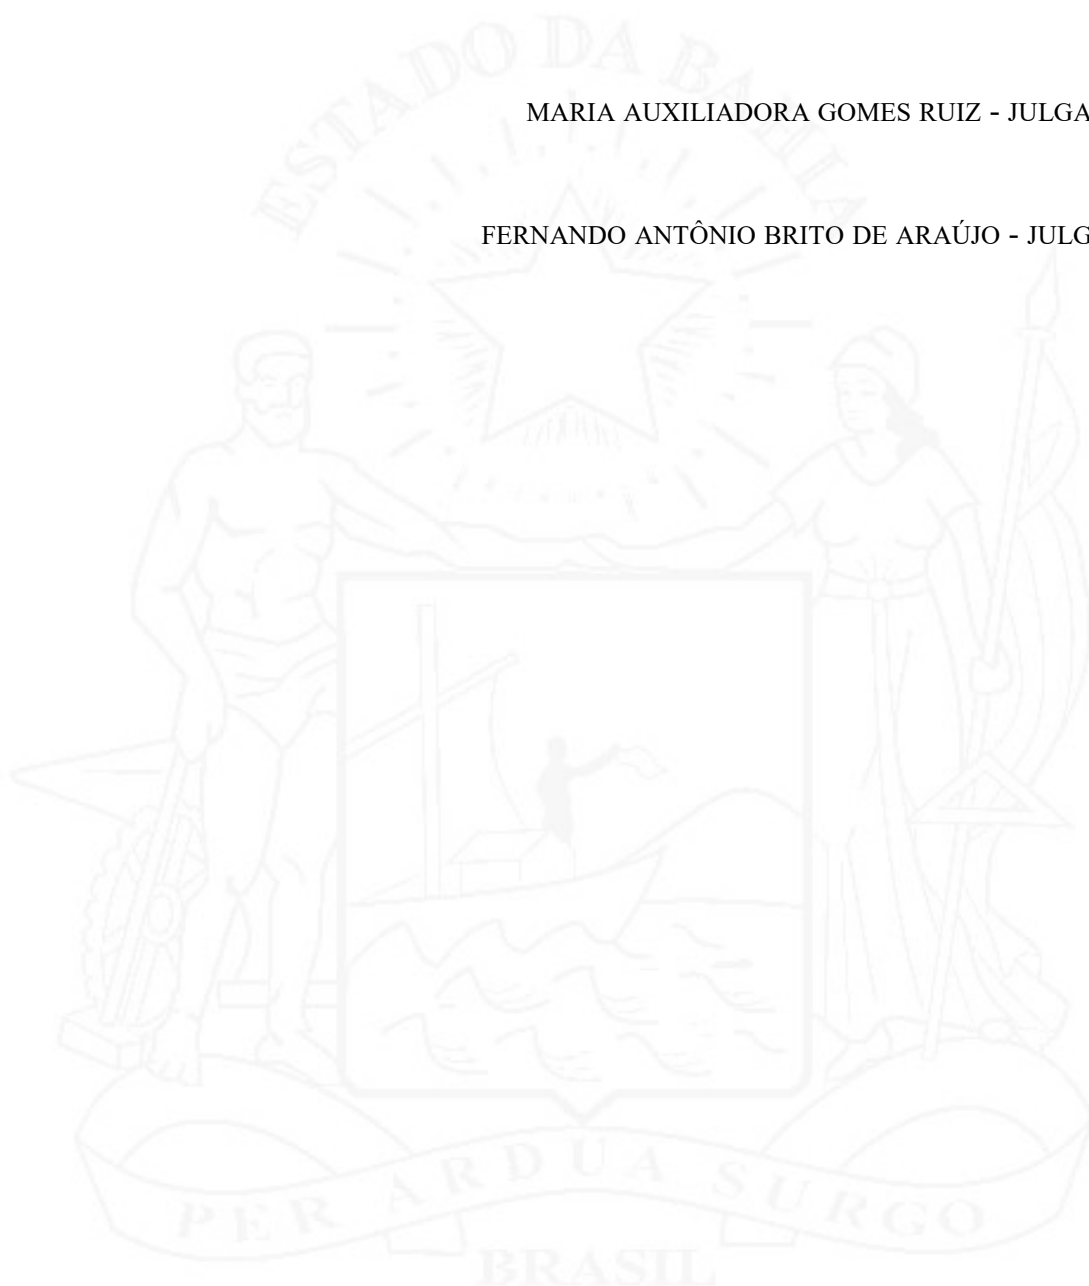 ESTADO DA BAHIA
MARIA AUXILIADORA GOMES RUIZ - JULGA
FERNANDO ANTÔNIO BRITO DE ARAÚJO - JULG
PER ARDUA SURGO
BRASIL